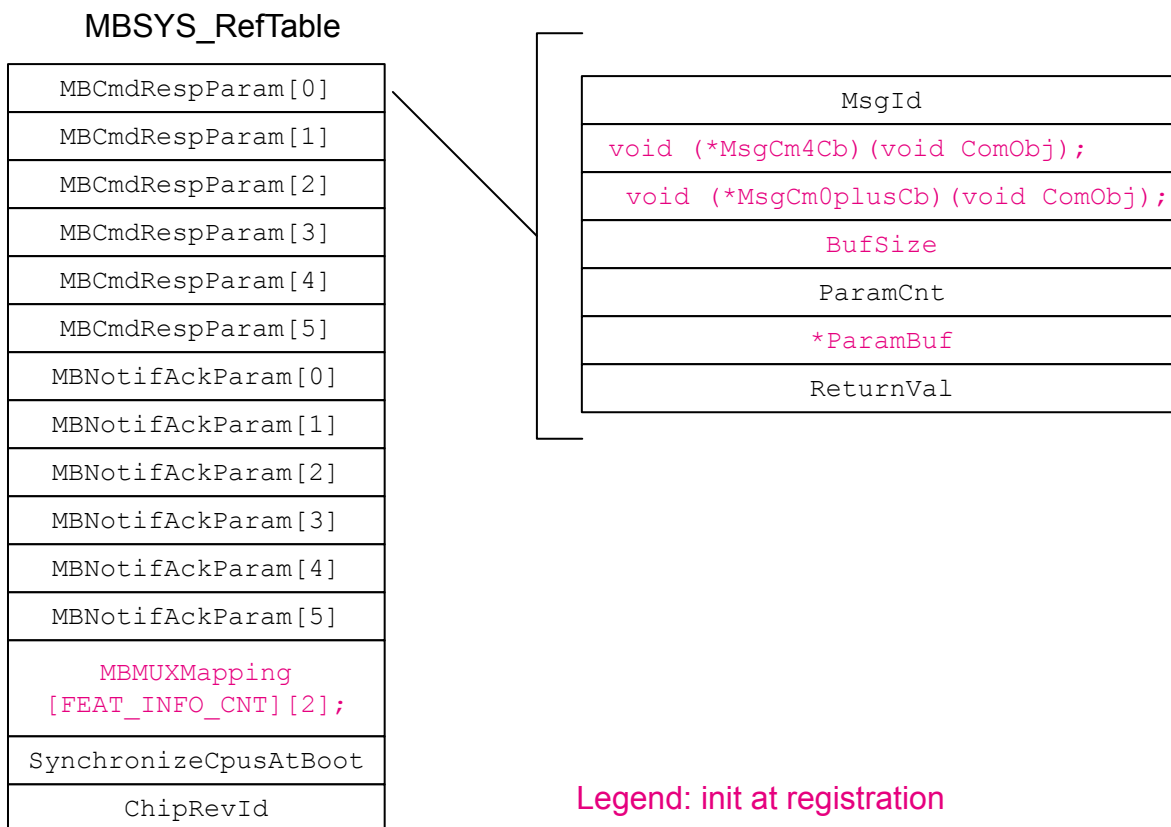 MBSYS_RefTable
MBCmdRespParam[0]
MBCmdRespParam[1]
MBCmdRespParam[2]
MBCmdRespParam[3]
MBCmdRespParam[4]
MBCmdRespParam[5]
MBNotifAckParam[0]
MBNotifAckParam[1]
MBNotifAckParam[2]
MBNotifAckParam[3]
MBNotifAckParam[4]
MBNotifAckParam[5]
MBMUXMapping
[FEAT_INFO_CNT][2];
SynchronizeCpusAtBoot
ChipRevId
MsgId
void (*MsgCm4Cb)(void ComObj);
void (*MsgCm0plusCb)(void ComObj);
BufSize
ParamCnt
*ParamBuf
ReturnVal
Legend: init at registration